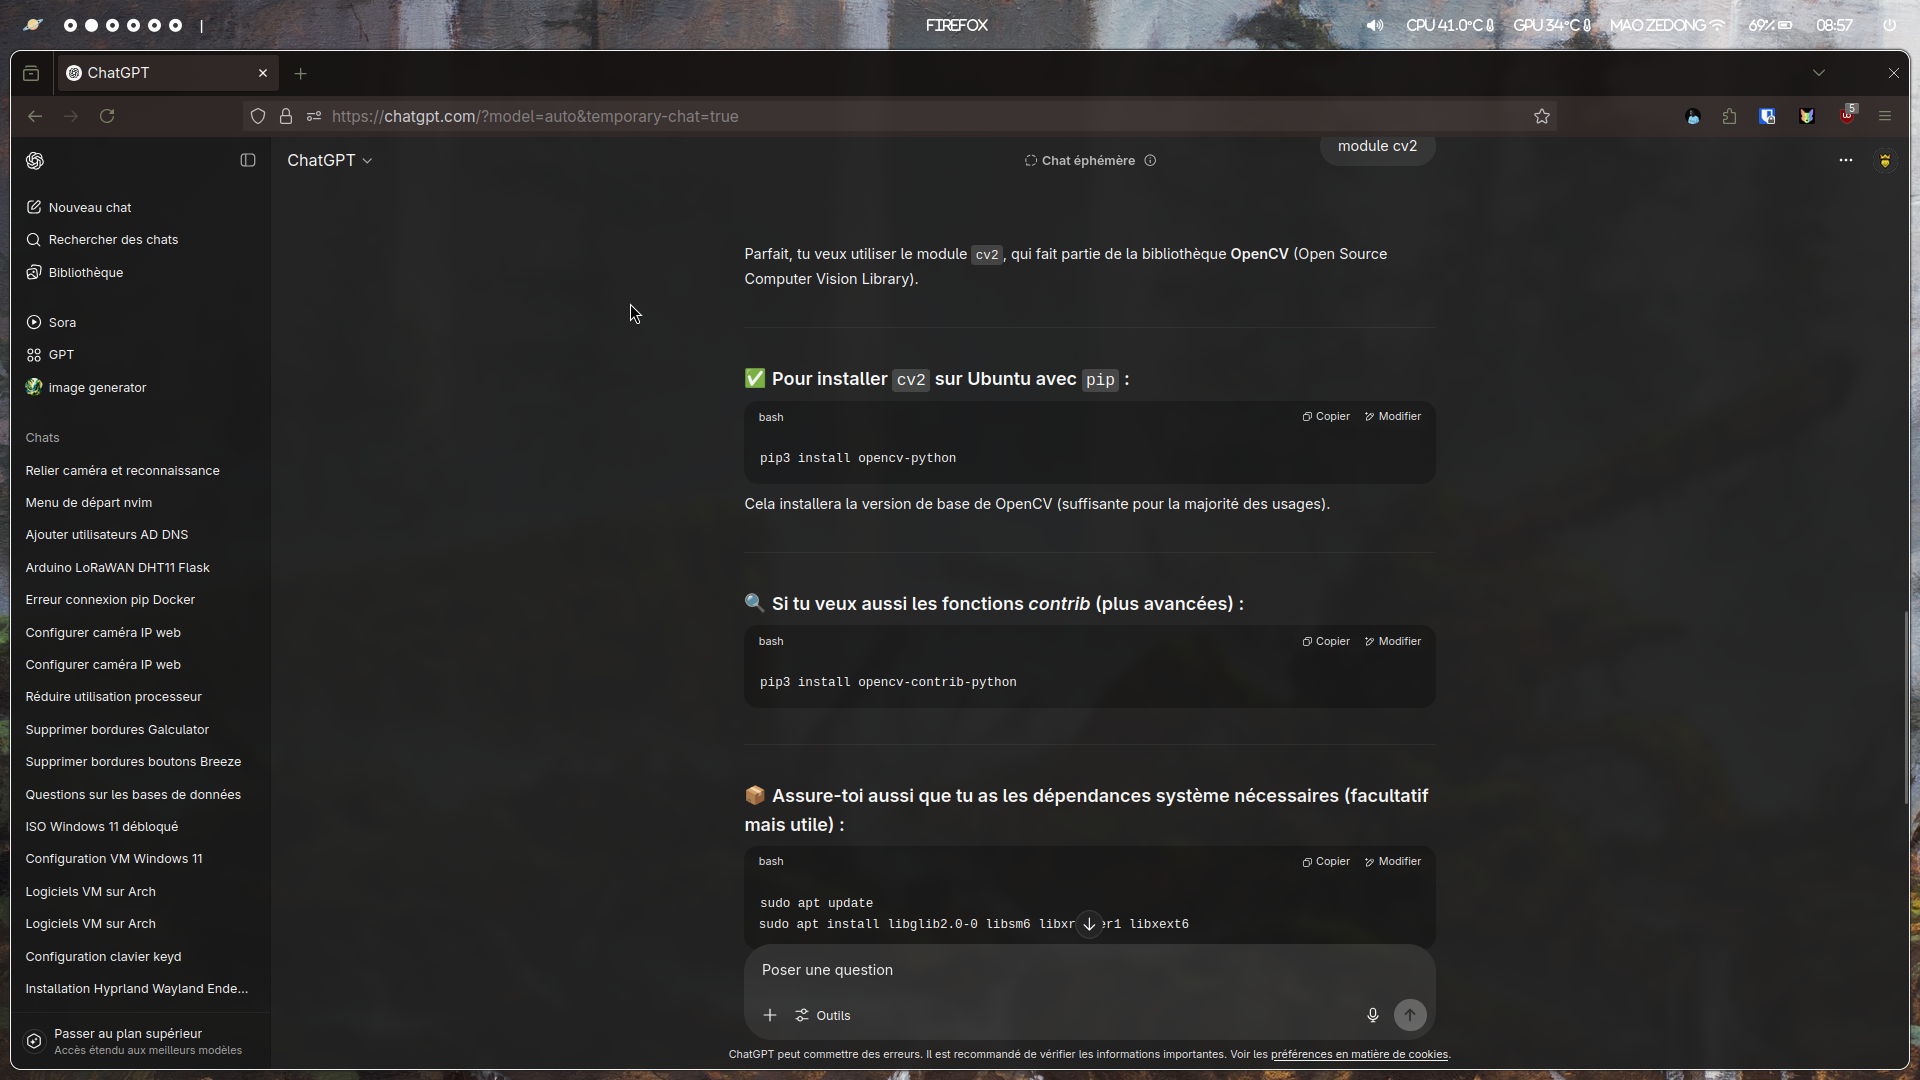 FIREFOX
CPU 41.0°C
GPU 34°C
MAO ZEDONG
69%
08:57
ChatGPT
https://chatgpt.com/?model=auto&temporary-chat=true
5
ChatGPT
Chat éphémère
module cv2
Nouveau chat
Rechercher des chats
Bibliothèque
Sora
GPT
image generator
Chats
Relier caméra et reconnaissance
Menu de départ nvim
Ajouter utilisateurs AD DNS
Arduino LoRaWAN DHT11 Flask
Erreur connexion pip Docker
Configurer caméra IP web
Configurer caméra IP web
Réduire utilisation processeur
Supprimer bordures Galculator
Supprimer bordures boutons Breeze
Questions sur les bases de données
ISO Windows 11 débloqué
Configuration VM Windows 11
Logiciels VM sur Arch
Logiciels VM sur Arch
Configuration clavier keyd
Installation Hyprland Wayland Ende...
Passer au plan supérieur
Accès étendu aux meilleurs modèles
Parfait, tu veux utiliser le module cv2, qui fait partie de la bibliothèque OpenCV (Open Source
Computer Vision Library).
✅ Pour installer cv2 sur Ubuntu avec pip :
bash
Copier
Modifier
pip3 install opencv-python
Cela installera la version de base de OpenCV (suffisante pour la majorité des usages).
🔍 Si tu veux aussi les fonctions contrib (plus avancées) :
bash
Copier
Modifier
pip3 install opencv-contrib-python
📦 Assure-toi aussi que tu as les dépendances système nécessaires (facultatif
mais utile) :
bash
Copier
Modifier
sudo apt update
sudo apt install libglib2.0-0 libsm6 libxext6
Poser une question
Outils
ChatGPT peut commettre des erreurs. Il est recommandé de vérifier les informations importantes. Voir les préférences en matière de cookies.